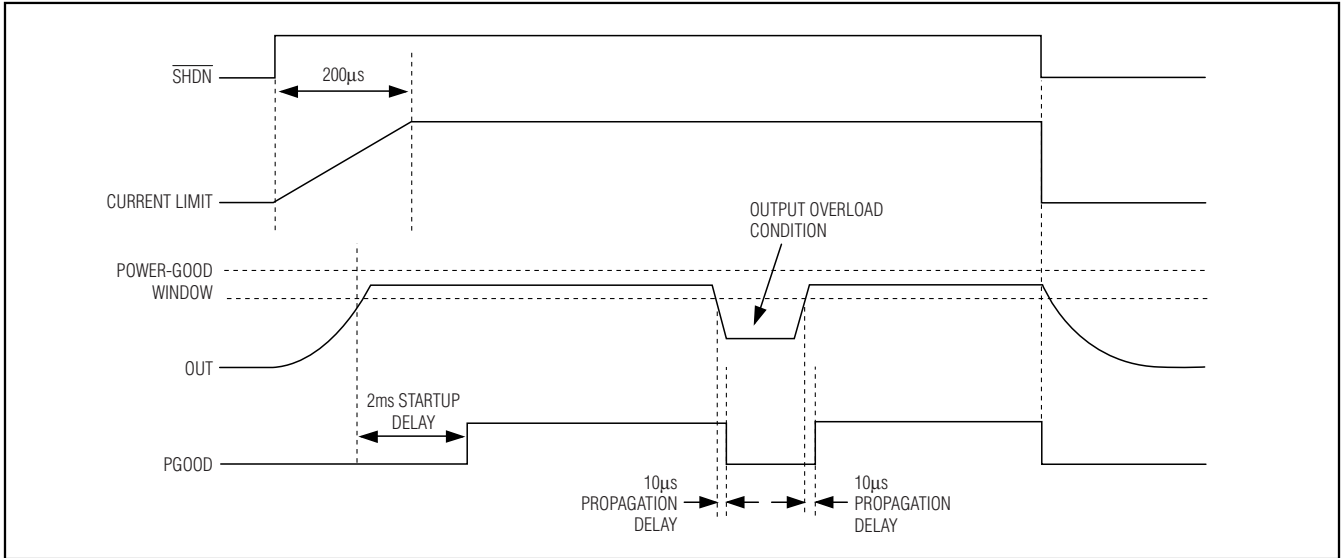 SHDN
200μs
CURRENT LIMIT
OUTPUT OVERLOAD
CONDITION
POWER-GOOD
WINDOW
OUT
2ms STARTUP
DELAY
PGOOD
10μs
PROPAGATION
DELAY
10μs
PROPAGATION
DELAY